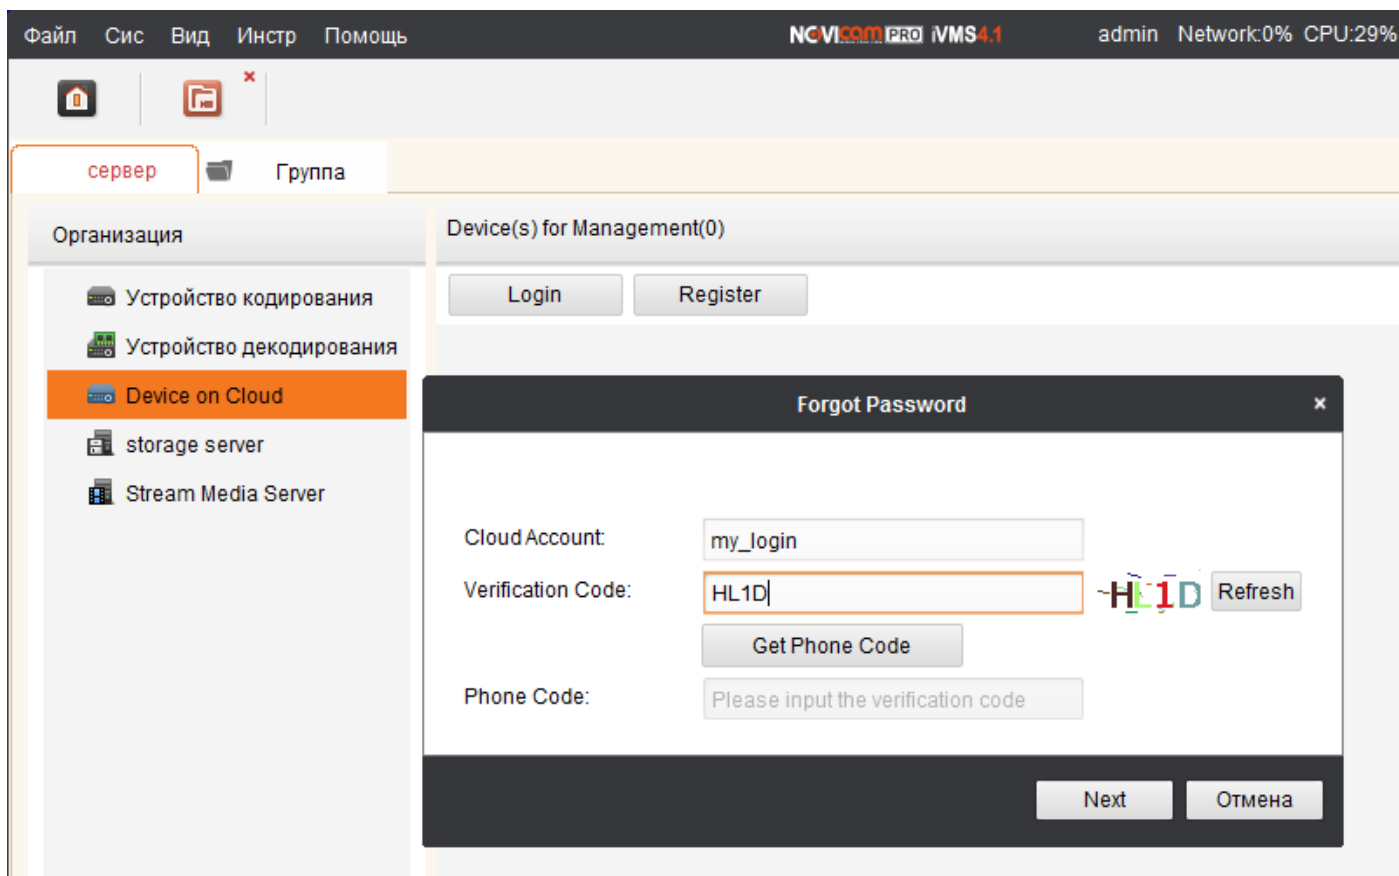 Файл Сис Вид Инстр Помощь NOVICAM PRO iVMS4.1 admin Network:0% CPU:29%
сервер Группа
Организация
Device(s) for Management(0)
Устройство кодирования
Login Register
Устройство декодирования
Device on Cloud
storage server
Stream Media Server
Forgot Password
Cloud Account: my_login
Verification Code: HL1D HL1D Refresh
Get Phone Code
Phone Code: Please input the verification code
Next Отмена